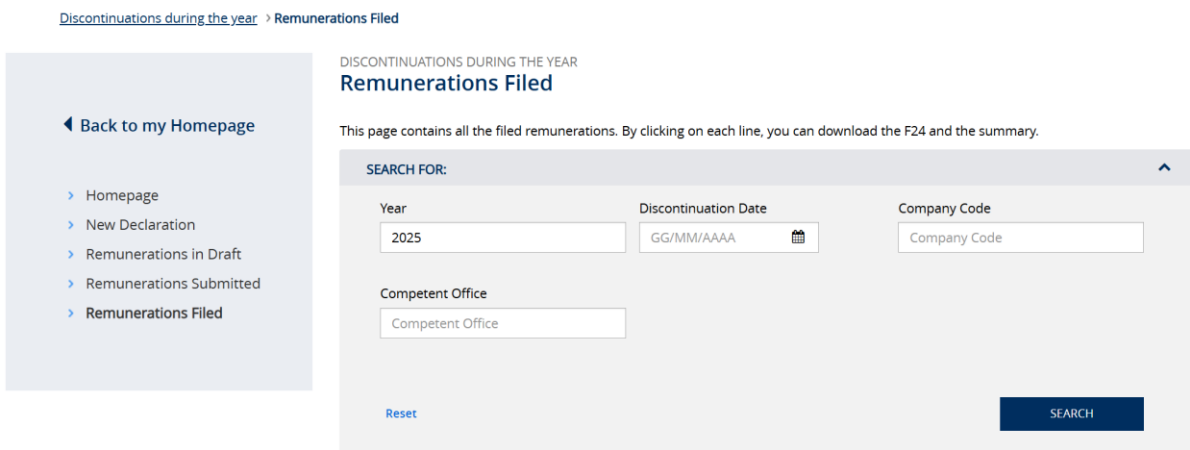 Discontinuations during the year > Remunerations Filed
DISCONTINUATIONS DURING THE YEAR
Remunerations Filed
Back to my Homepage
This page contains all the filed remunerations. By clicking on each line, you can download the F24 and the summary.
SEARCH FOR:
Homepage
New Declaration
Remunerations in Draft
Remunerations Submitted
Remunerations Filed
Year
Discontinuation Date
Company Code
2025
GG/MM/AAAA
Company Code
Competent Office
Competent Office
Reset
SEARCH